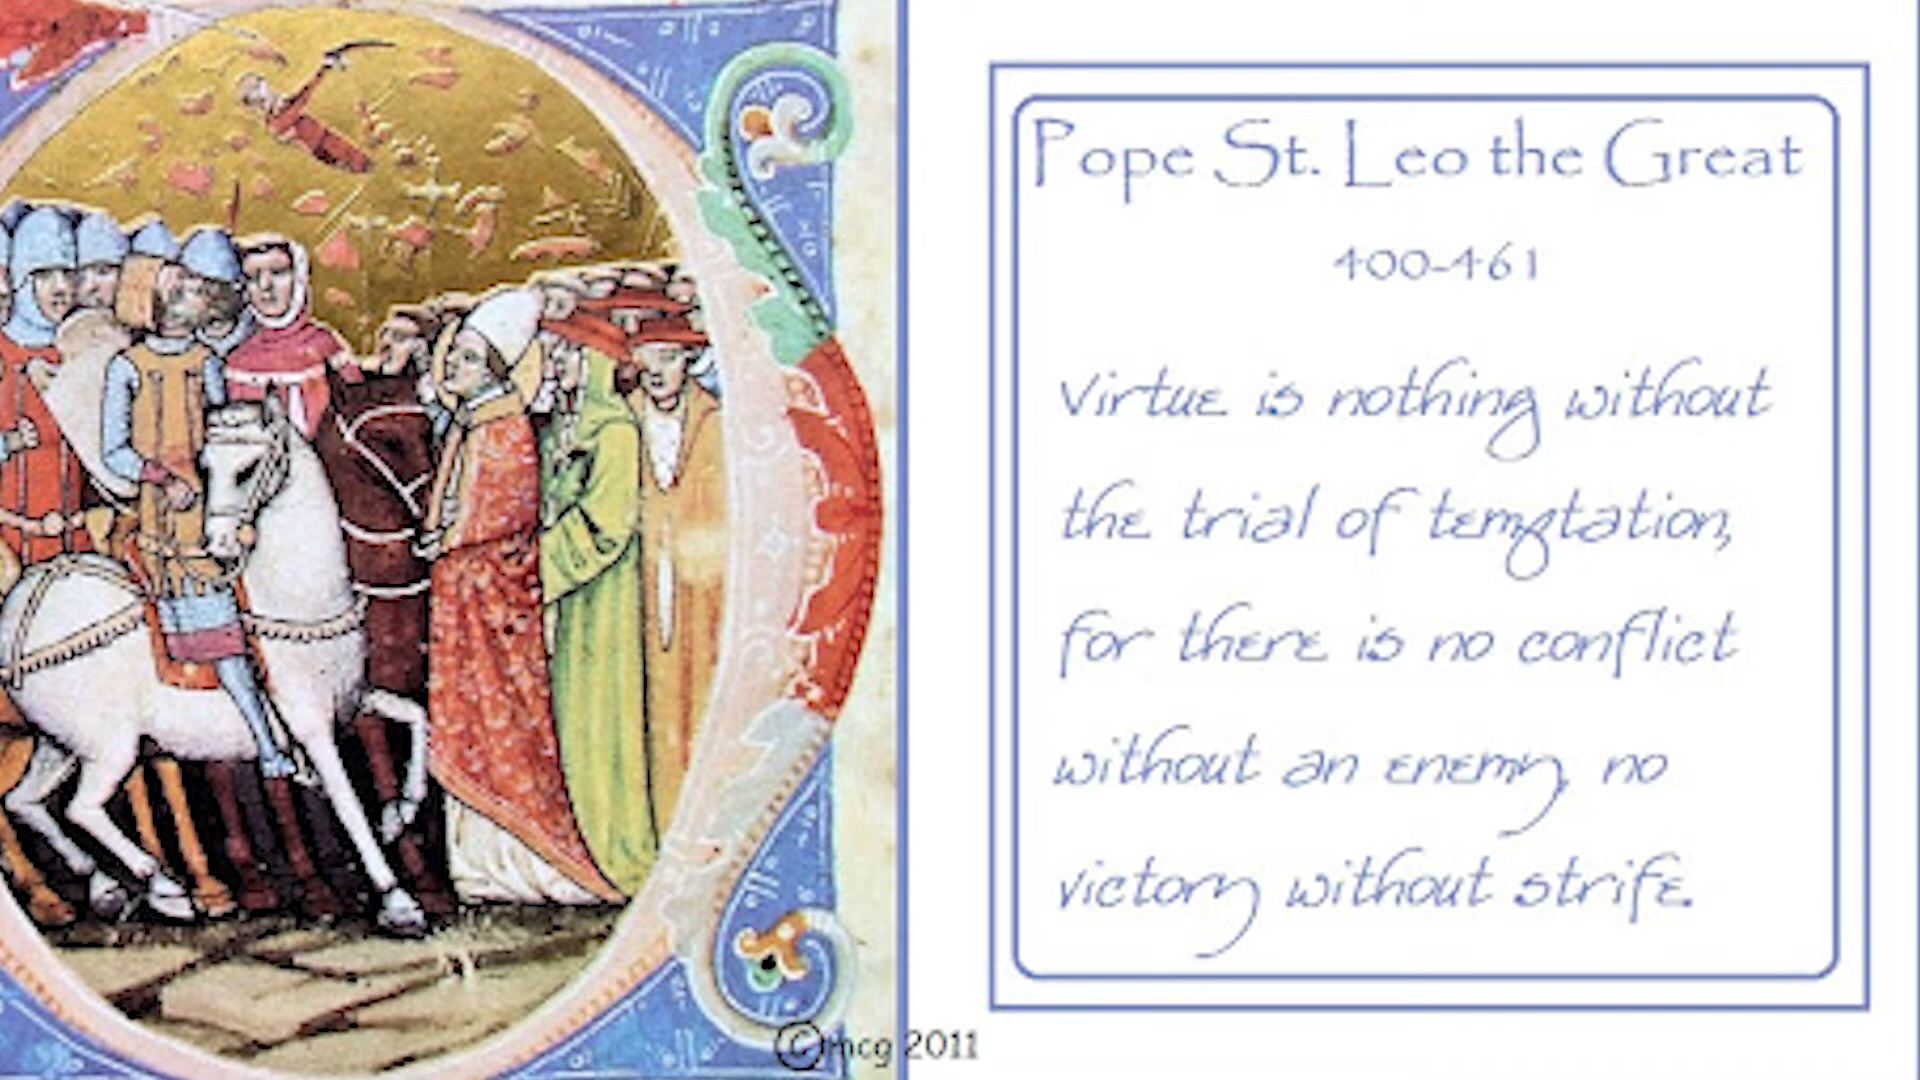 Pope St. Leo the Great
400-461
Virtue is nothing without
the trial of temptation,
for there is no conflict
without an enemy, no
victory without strife.
©mcg 2011